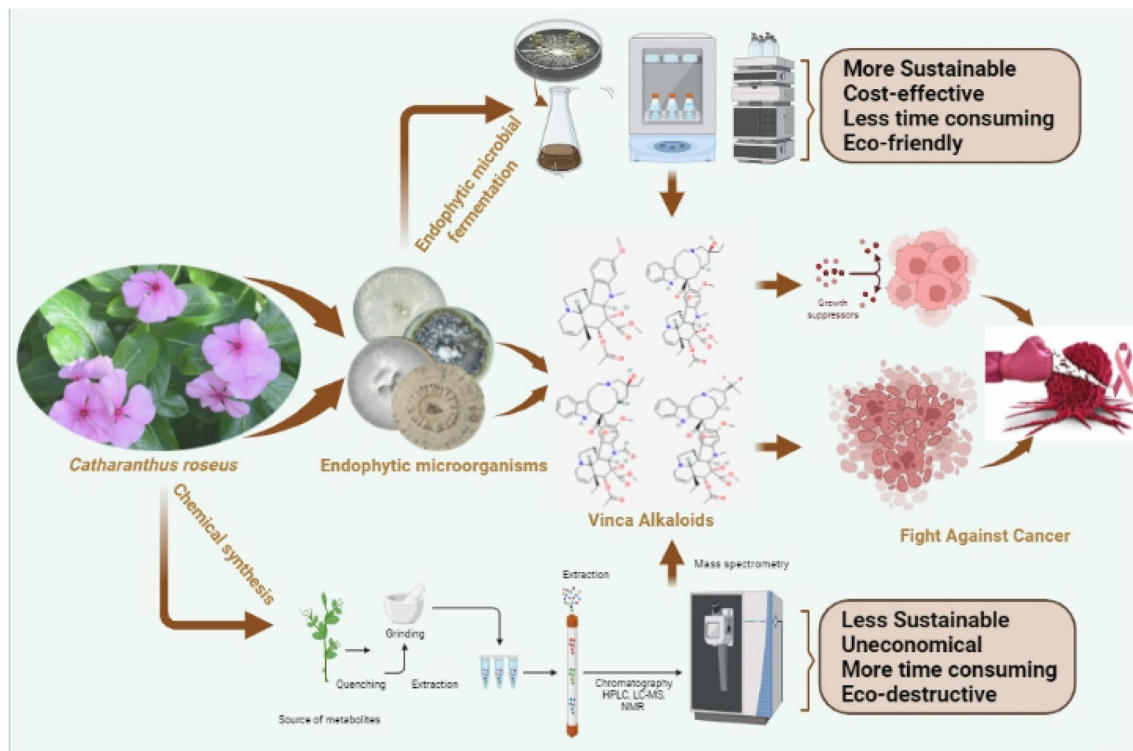 More Sustainable
Cost-effective
Less time consuming
Eco-friendly
Endophytic microbial
fermentation
Growth
suppressors
Catharanthus roseus
Endophytic microorganisms
Vinca Alkaloids
Fight Against Cancer
Chemical synthesis
Extraction
Mass spectrometry
Grinding
Quenching
Extraction
Chromatography
HPLC, LC-MS,
NMR
Source of metabolites
Less Sustainable
Uneconomical
More time consuming
Eco-destructive